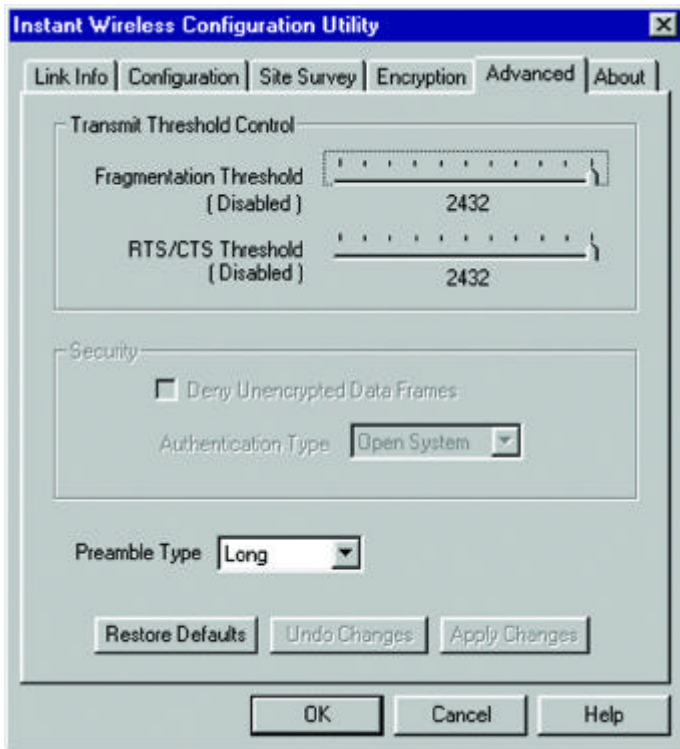 Instant Wireless Configuration Utility
Link Info
Configuration
Site Survey
Encryption
Advanced
About
Transmit Threshold Control
Fragmentation Threshold
( Disabled )
2432
RTS/CTS Threshold
( Disabled )
2432
Security
Deny Unencrypted Data Frames
Authentication Type
Open System
Preamble Type
Long
Restore Defaults
Undo Changes
Apply Changes
OK
Cancel
Help